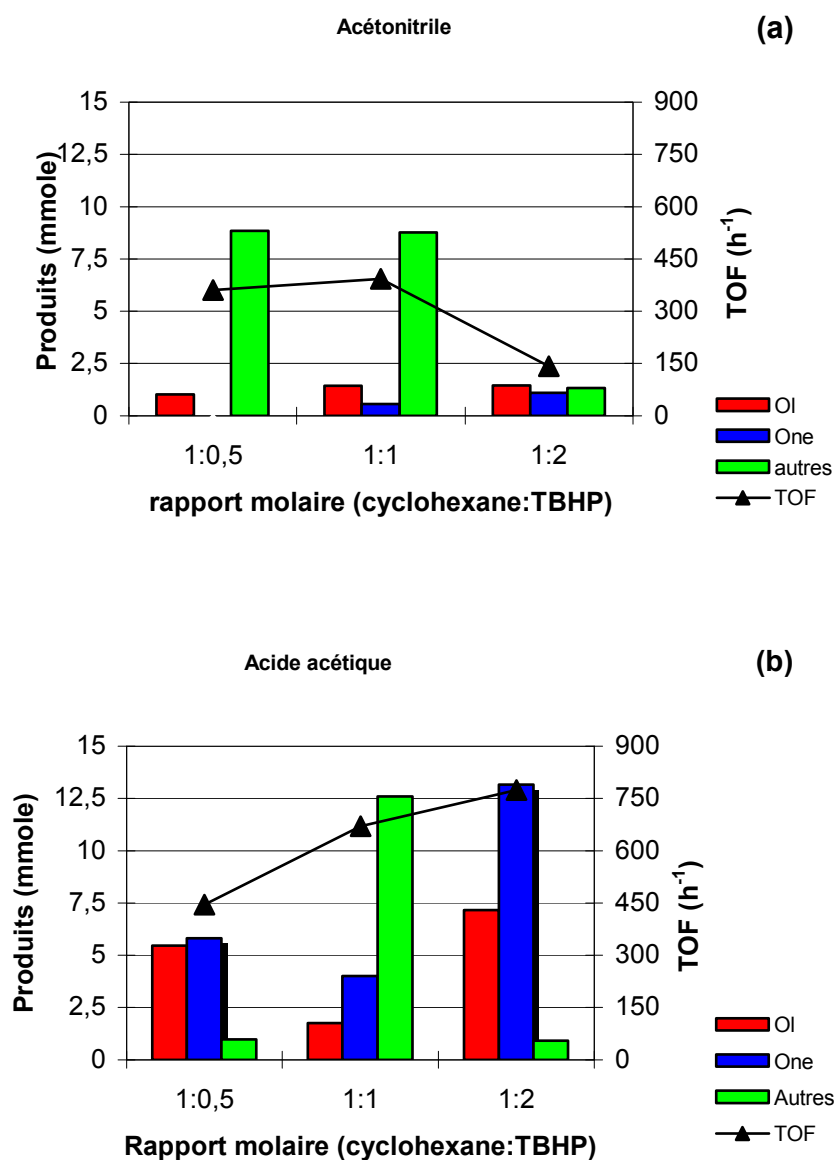 Acétonitrile
(a)
15
12,5
10
7,5
5
2,5
0
Produits (mmole)
900
750
600
450
300
150
0
TOF (h-1)
1:0,5 1:1 1:2
rapport molaire (cyclohexane:TBHP)
Ol
One
autres
TOF
Acide acétique
(b)
15
12,5
10
7,5
5
2,5
0
Produits (mmole)
900
750
600
450
300
150
0
TOF (h-1)
1:0,5 1:1 1:2
Rapport molaire (cyclohexane:TBHP)
Ol
One
Autres
TOF